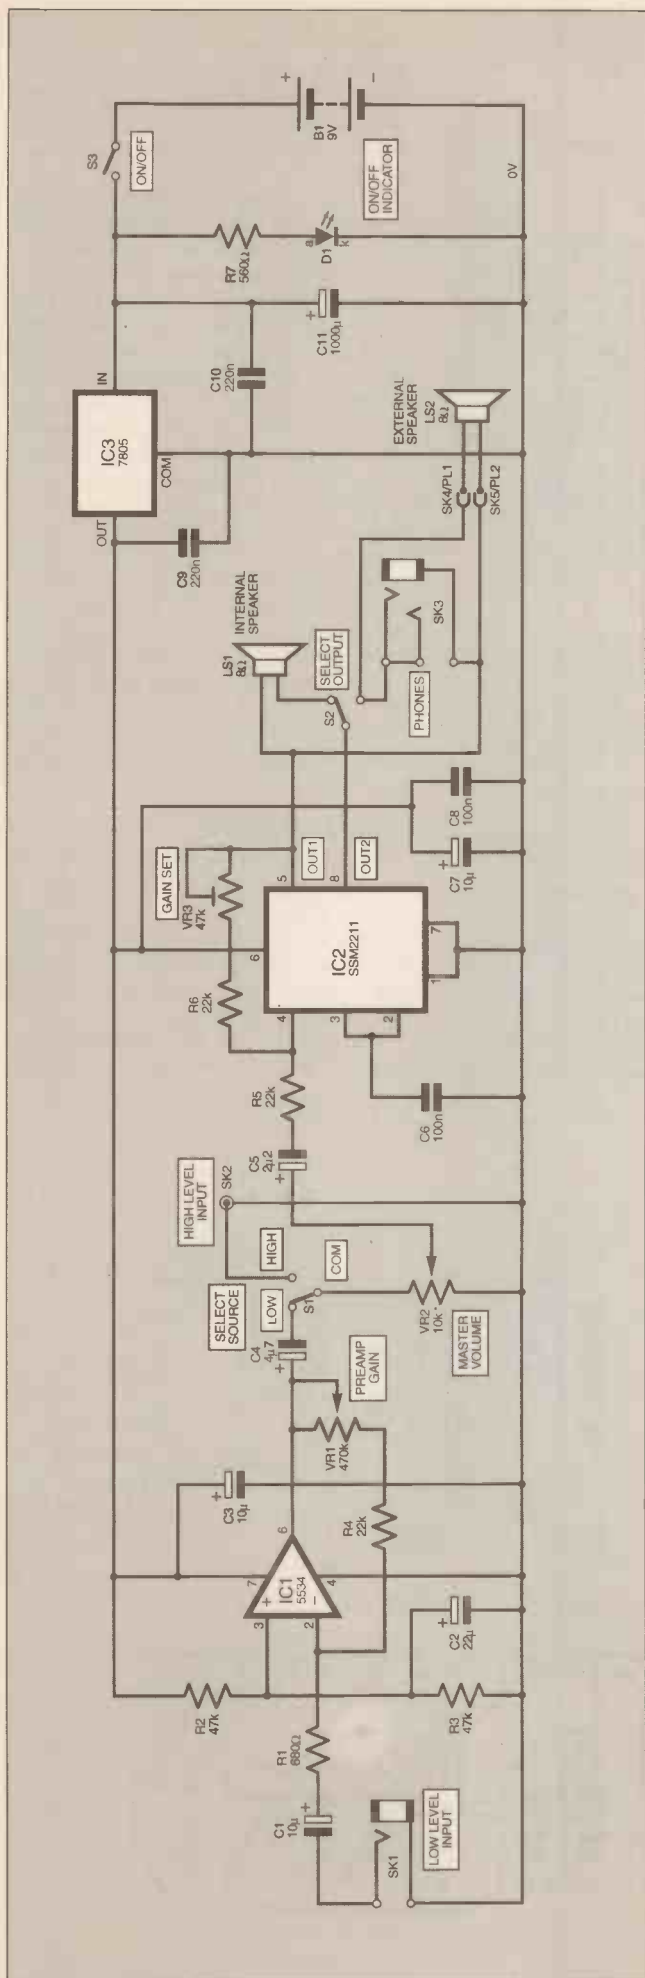 SK1
LOW LEVEL
INPUT
C1
10µ
+
R1
680Ω
R2
47k
R3
47k
C2
22µ
+
IC1
5534
3
+
2
−
7
4
6
C3
10µ
+
R4
22k
VR1
470k
PREAMP
GAIN
C4
4µ7
+
SELECT
SOURCE
LOW
HIGH
S1
COM
HIGH LEVEL
INPUT
SK2
VR2
10k
MASTER
VOLUME
C5
2µ2
+
R5
22k
R6
22k
GAIN SET
VR3
47k
C6
100n
IC2
SSM2211
4
3
2
6
5
8
1
7
OUT1
OUT2
C7
10µ
+
C8
100n
INTERNAL
SPEAKER
LS1
8Ω
S2
SELECT
OUTPUT
PHONES
SK3
SK4/PL1
SK5/PL2
EXTERNAL
SPEAKER
LS2
8Ω
IC3
7805
OUT
IN
COM
C9
220n
C10
220n
C11
1000µ
+
R7
560Ω
D1
a
k
ON/OFF
INDICATOR
S3
ON/OFF
B1
9V
+
−
0V